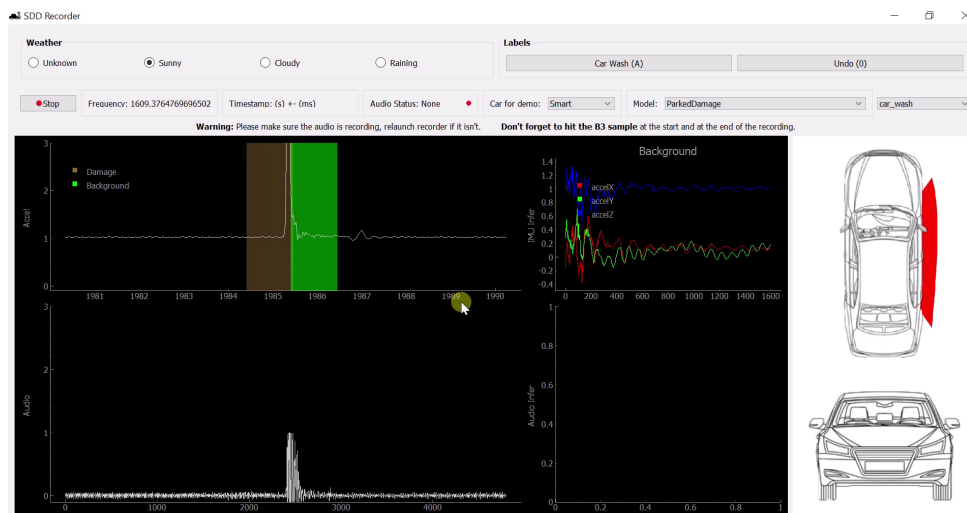 SDD Recorder
Weather
Labels
Unknown
Sunny
Cloudy
Raining
Car Wash (A)
Undo (0)
Stop
Frequency: 1609.3764769696502
Timestamp: (s) +- (ms)
Audio Status: None
Car for demo: Smart
Model: ParkedDamage
car_wash
Warning: Please make sure the audio is recording, relaunch recorder if it isn't. Don't forget to hit the B3 sample at the start and at the end of the recording.
3
2
1
0
Accel
Damage
Background
1981 1982 1983 1984 1985 1986 1987 1988 1989 1990
Background
1.4
1.2
1
0.8
0.6
0.4
0.2
0
-0.2
-0.4
IMU Infer
accelX
accelY
accelZ
0 200 400 600 800 1000 1200 1400 1600
3
2
1
0
Audio
0 1000 2000 3000 4000
1
0.8
0.6
0.4
0.2
0
Audio Infer
0 0.2 0.4 0.6 0.8 1